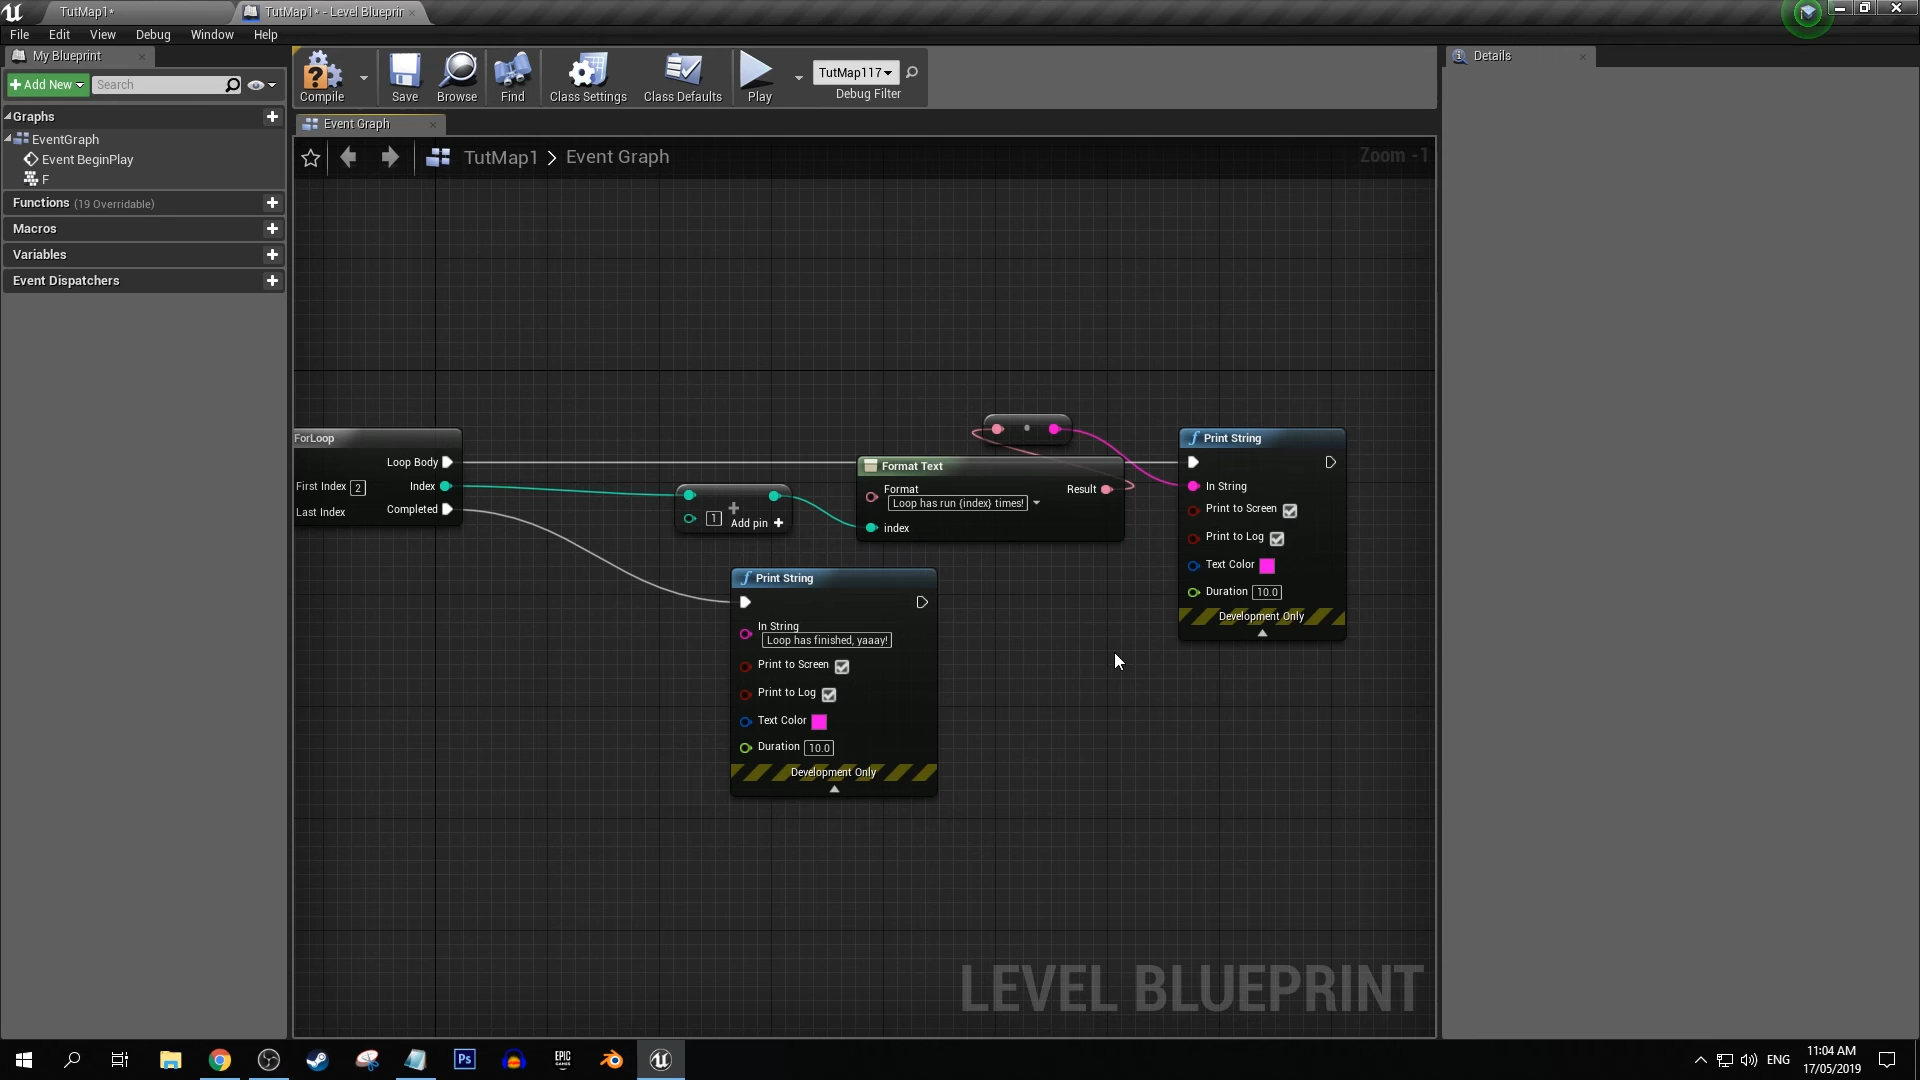 TutMap1*
TutMap1* - Level Blueprin
File Edit View Debug Window Help
My Blueprint
Add New
Search
Graphs
EventGraph
Event BeginPlay
F
Functions (19 Overridable)
Macros
Variables
Event Dispatchers
Compile
Save
Browse
Find
Class Settings
Class Defaults
Play
TutMap117
Debug Filter
Event Graph
TutMap1 > Event Graph
Zoom -1
ForLoop
Loop Body
First Index 2
Index
Last Index
Completed
1
Add pin
Format Text
Format
Loop has run {index} times!
Result
index
Print String
In String
Print to Screen
Print to Log
Text Color
Duration 10.0
Development Only
Print String
In String
Loop has finished, yaaay!
Print to Screen
Print to Log
Text Color
Duration 10.0
Development Only
LEVEL BLUEPRINT
Details
Ps
EPIC
GAMES
ENG
11:04 AM
17/05/2019